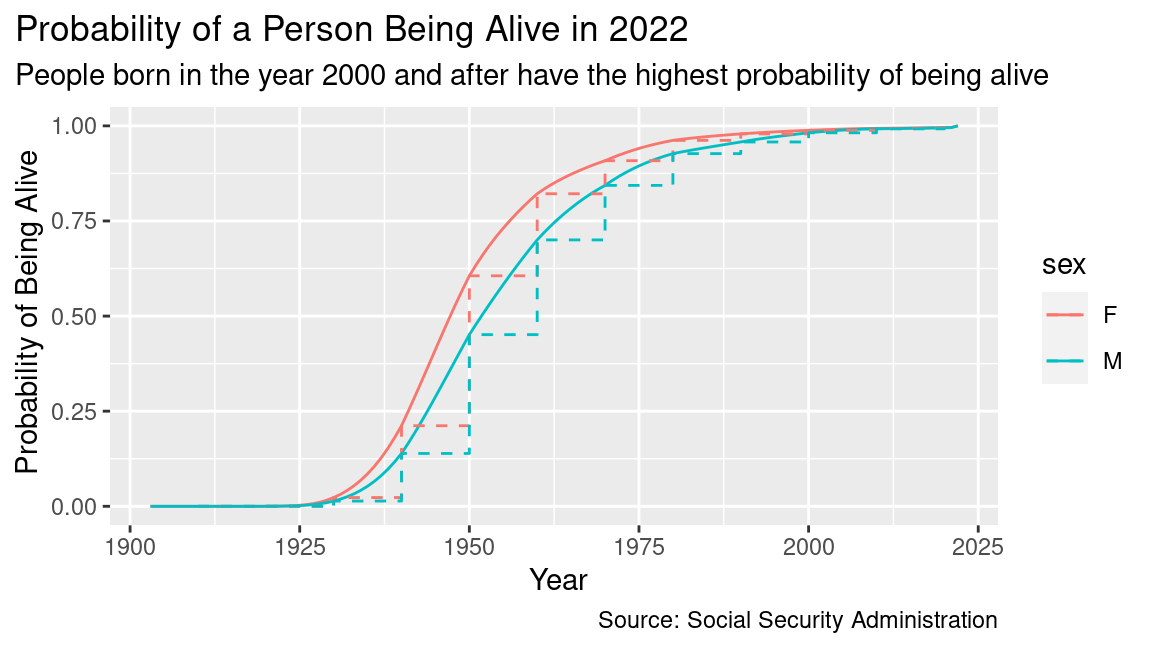 Probability of a Person Being Alive in 2022
People born in the year 2000 and after have the highest probability of being alive
Probability of Being Alive
1.00
0.75
0.50
0.25
0.00
1900 1925 1950 1975 2000 2025
Year
sex
F
M
Source: Social Security Administration